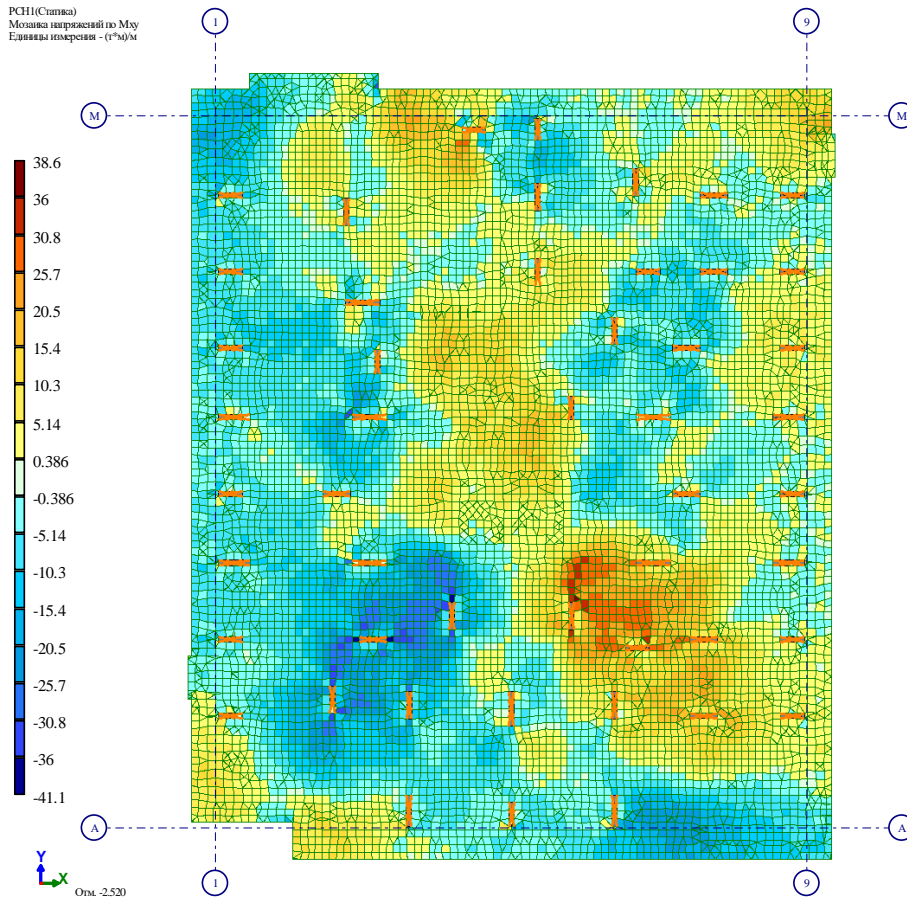 РСН1(Статика)
Мозаика напряжений по Mxy
Единицы измерения - (т*м)/м
1
9
М
М
38.6
36
30.8
25.7
20.5
15.4
10.3
5.14
0.386
-0.386
-5.14
-10.3
-15.4
-20.5
-25.7
-30.8
-36
-41.1
А
А
Y
X
Отм. -2.520
1
9